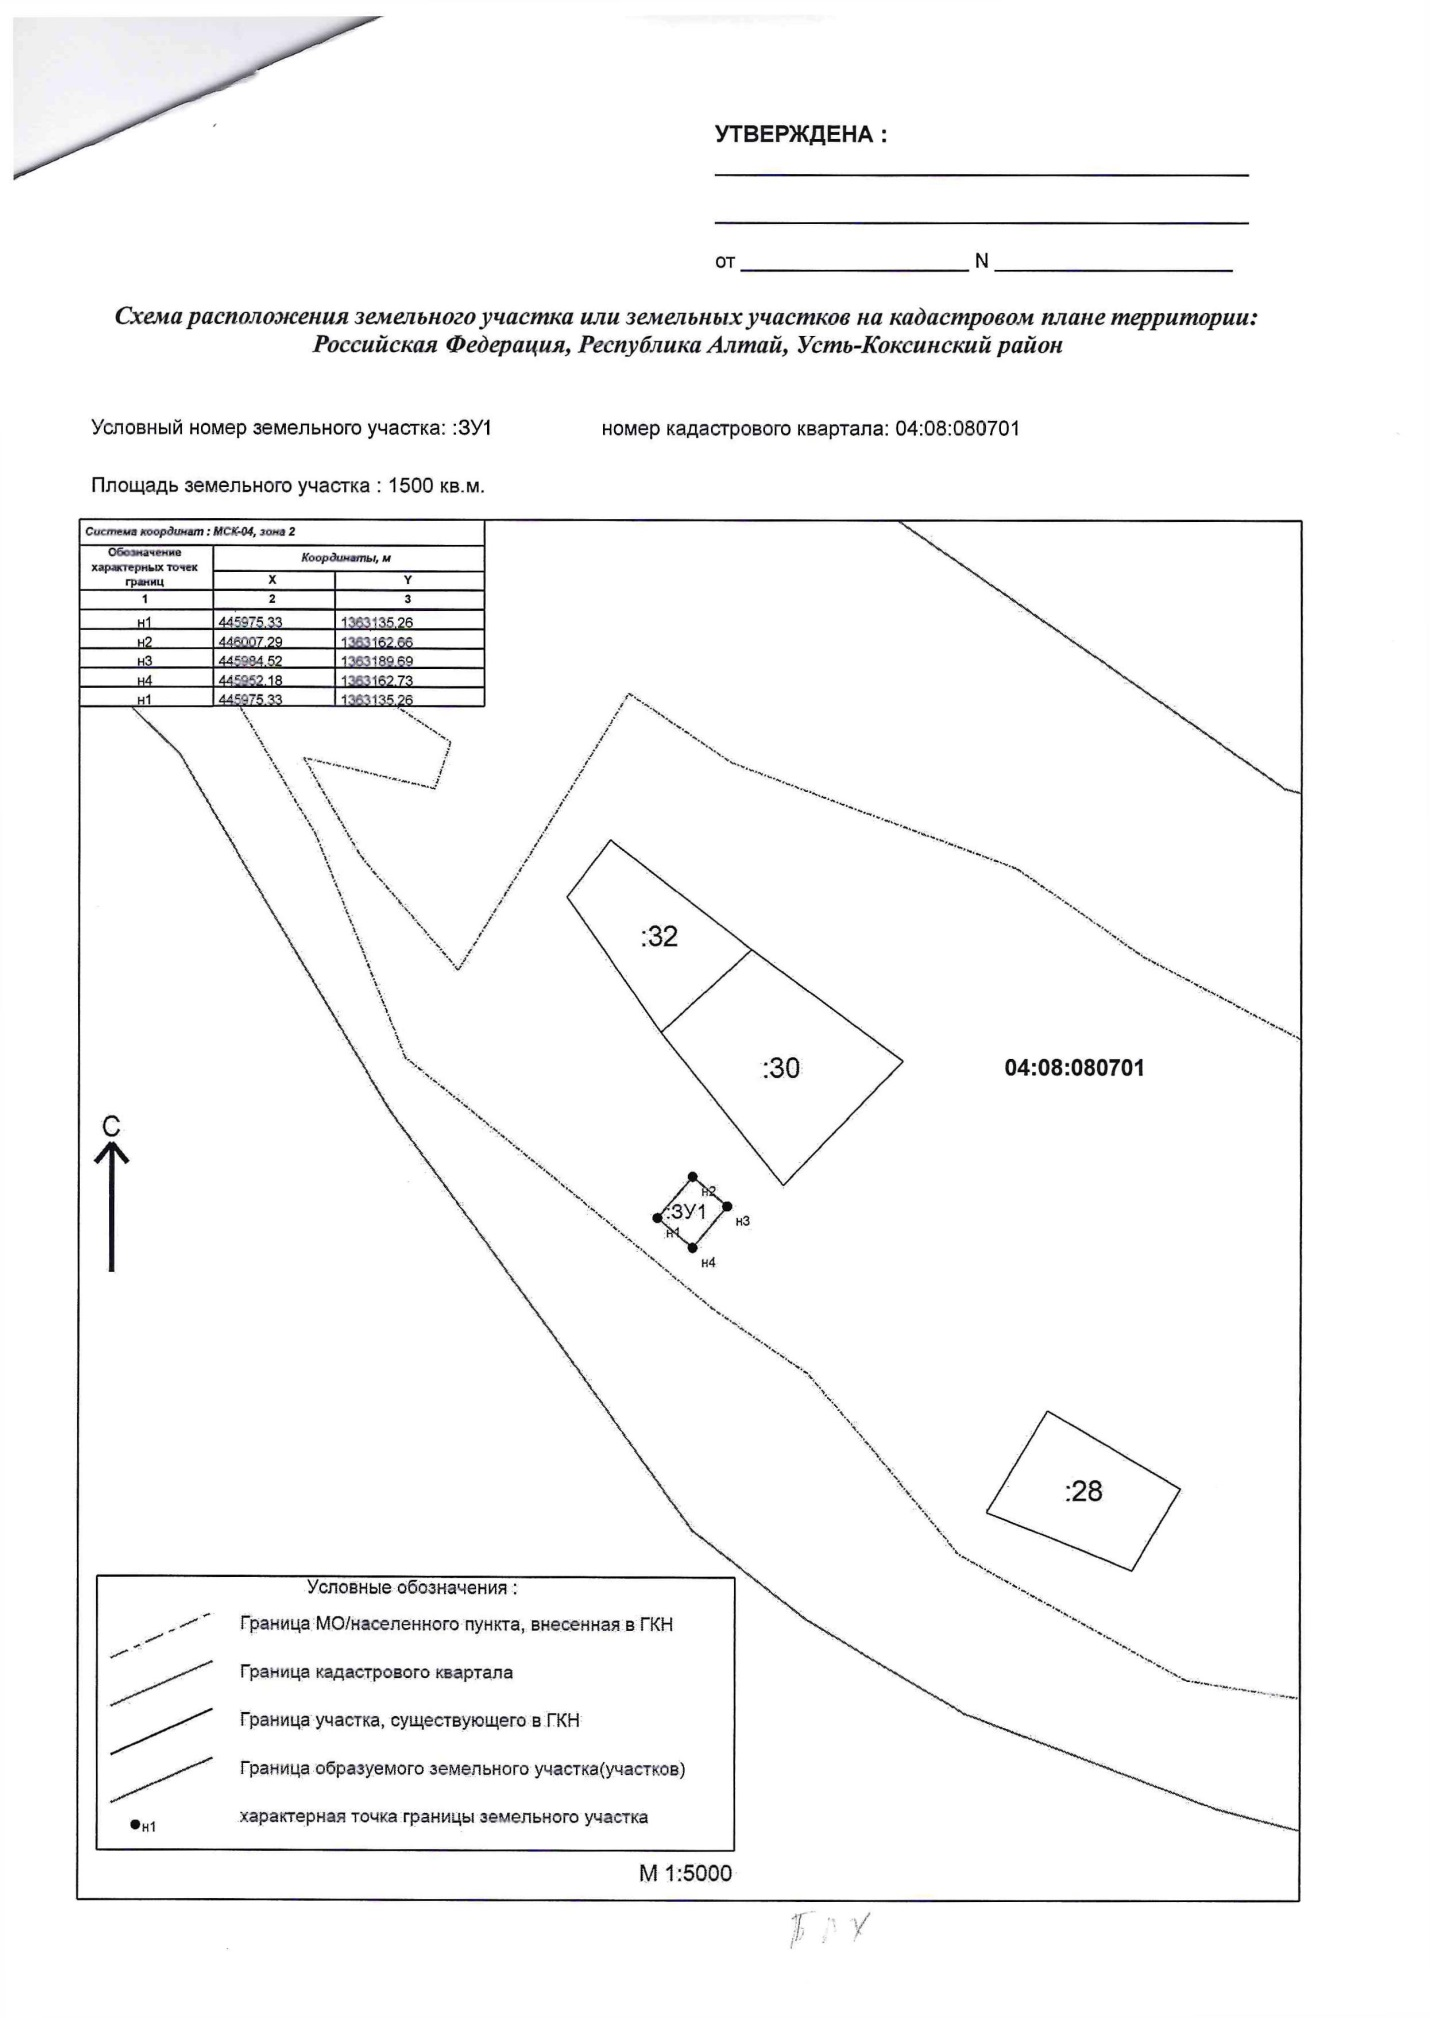 УТВЕРЖДЕНА :
от N
Схема расположения земельного участка или земельных участков на кадастровом плане территории:
Российская Федерация, Республика Алтай, Усть-Коксинский район
Условный номер земельного участка: :ЗУ1 номер кадастрового квартала: 04:08:080701
Площадь земельного участка : 1500 кв.м.
Система координат : МСК-04, зона 2
Обозначение характерных точек границ Координаты, м
X Y
1 2 3
н1 445975.33 1363135.26
н2 446007.29 1363162.66
н3 445984.52 1363189.69
н4 445952.18 1363162.73
н1 445975.33 1363135.26
:32
:30
04:08:080701
С
н2
:ЗУ1
н3
н1
н4
:28
Условные обозначения :
Граница МО/населенного пункта, внесенная в ГКН
Граница кадастрового квартала
Граница участка, существующего в ГКН
Граница образуемого земельного участка(участков)
характерная точка границы земельного участка
н1
М 1:5000